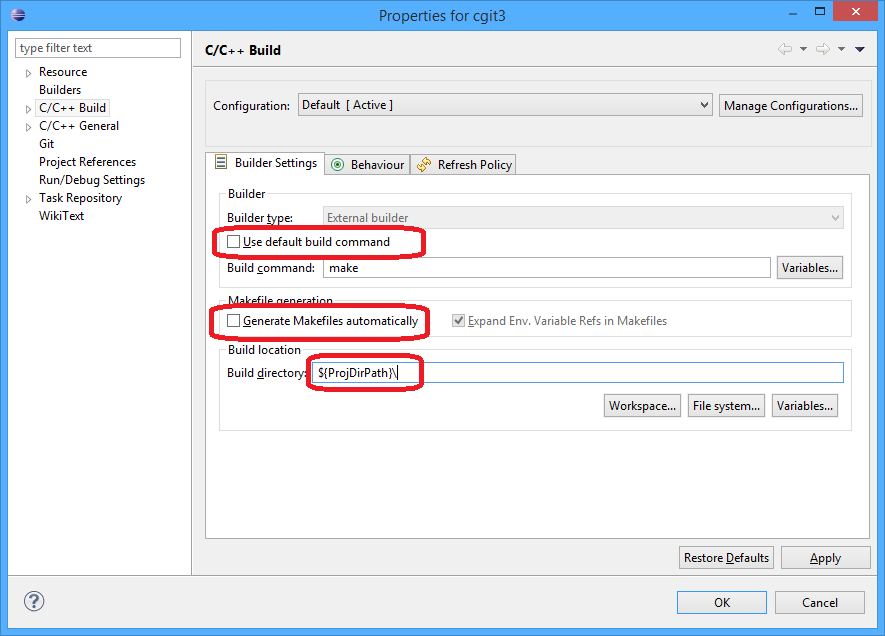 Properties for cgit3
type filter text
C/C++ Build
Resource
Builders
C/C++ Build
C/C++ General
Git
Project References
Run/Debug Settings
Task Repository
WikiText
Configuration: Default [ Active ] Manage Configurations...
Builder Settings Behaviour Refresh Policy
Builder
Builder type: External builder
Use default build command
Build command: make Variables...
Makefile generation
Generate Makefiles automatically Expand Env. Variable Refs in Makefiles
Build location
Build directory: ${ProjDirPath}\
Workspace... File system... Variables...
Restore Defaults Apply
? OK Cancel